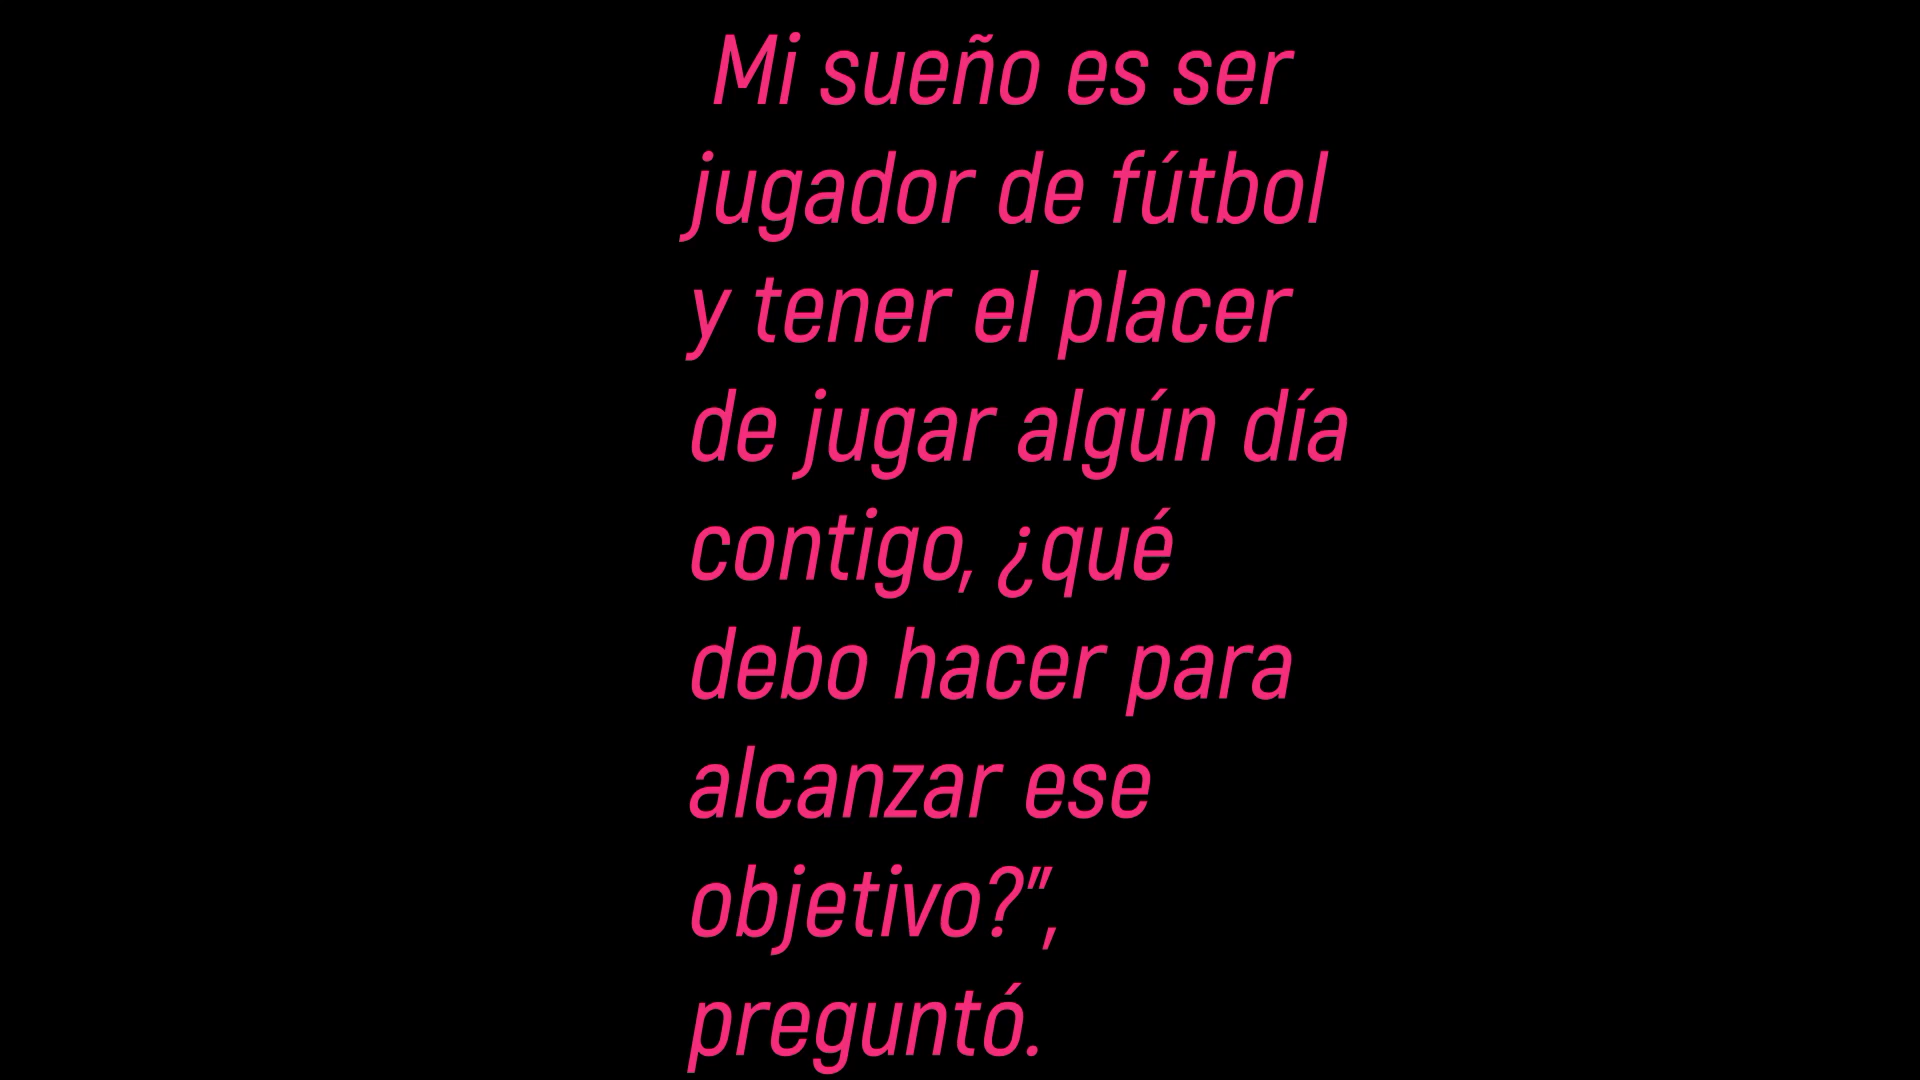 Mi sueño es ser
jugador de fútbol
y tener el placer
de jugar algún día
contigo, ¿qué
debo hacer para
alcanzar ese
objetivo?",
preguntó.